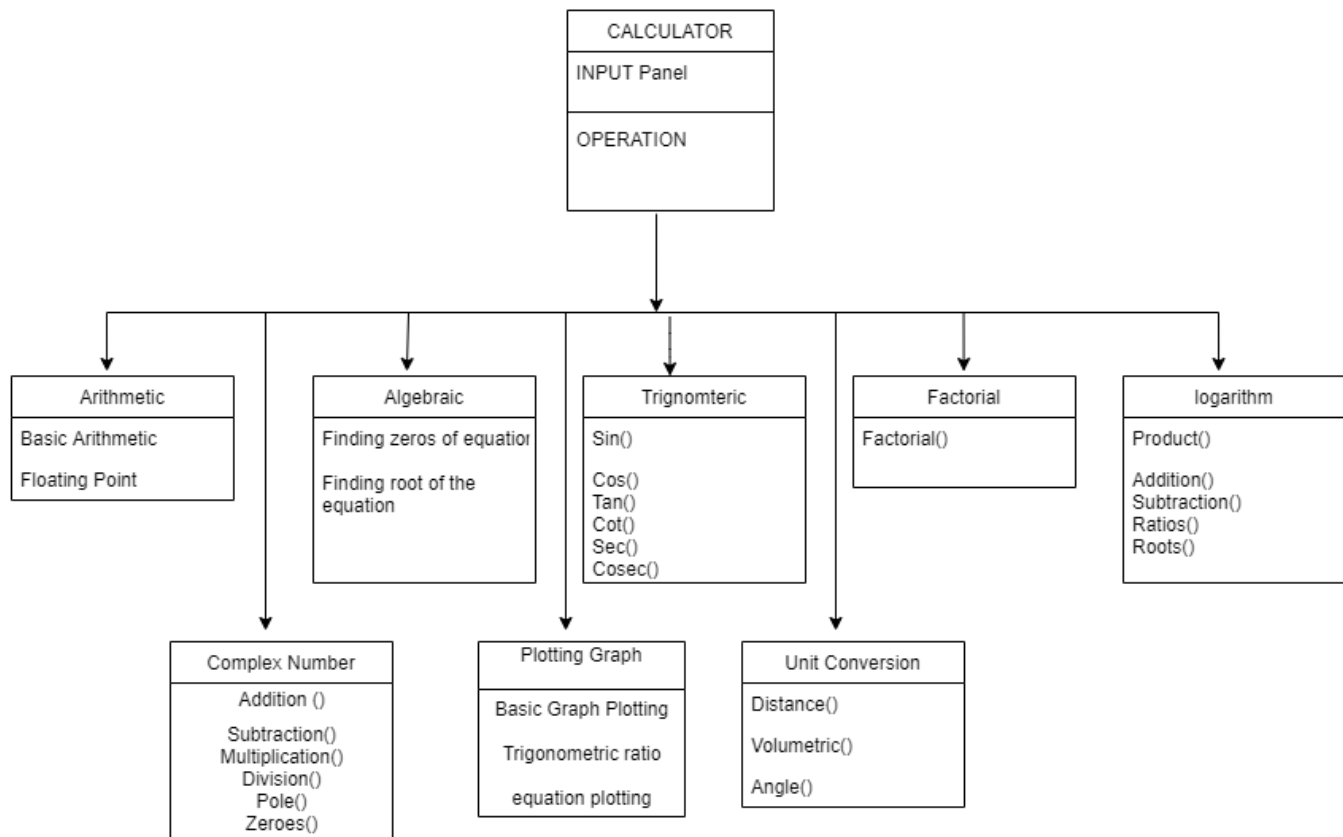 CALCULATOR
INPUT Panel
OPERATION
Arithmetic
Basic Arithmetic
Floating Point
Algebraic
Finding zeros of equation
Finding root of the
equation
Trignomteric
Sin()
Cos()
Tan()
Cot()
Sec()
Cosec()
Factorial
Factorial()
logarithm
Product()
Addition()
Subtraction()
Ratios()
Roots()
Complex Number
Addition ()
Subtraction()
Multiplication()
Division()
Pole()
Zeroes()
Plotting Graph
Basic Graph Plotting
Trigonometric ratio
equation plotting
Unit Conversion
Distance()
Volumetric()
Angle()